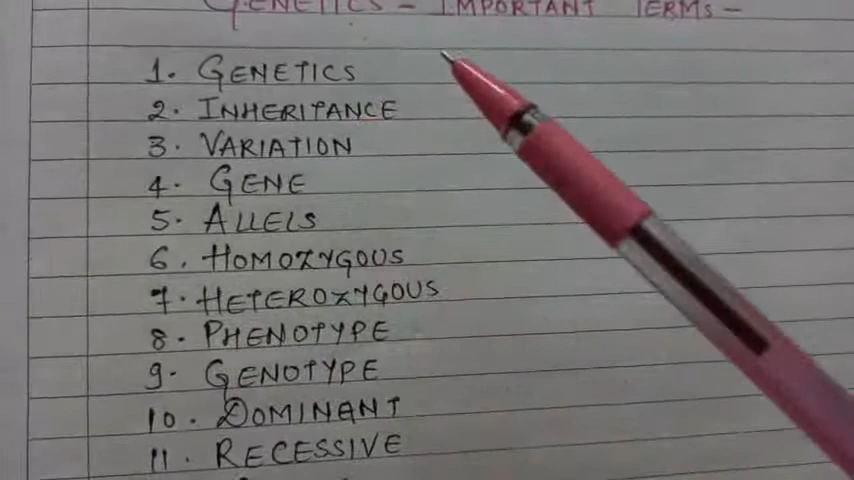 GENETICS - IMPORTANT TERMS -
1. GENETICS
2. INHERITANCE
3. VARIATION
4. GENE
5. ALLELS
6. HOMOZYGOUS
7. HETEROZYGOUS
8. PHENOTYPE
9. GENOTYPE
10. DOMINANT
11. RECESSIVE